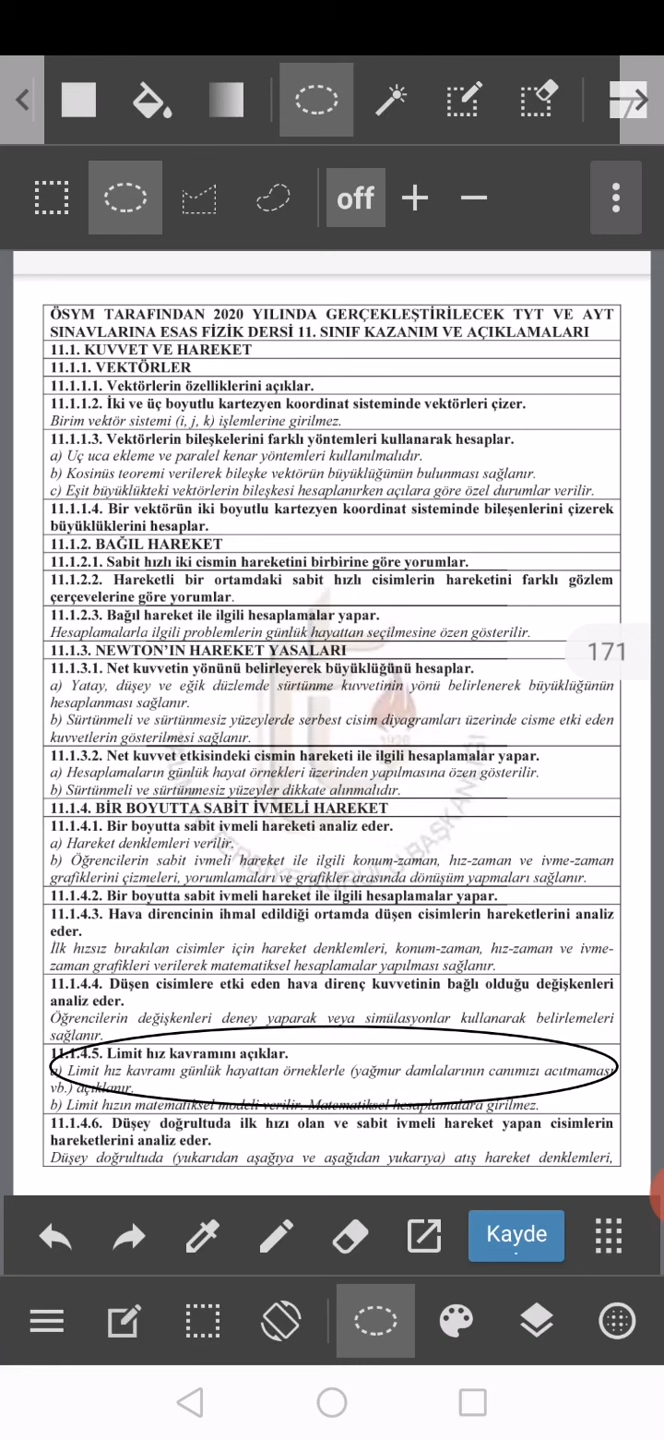 off
ÖSYM TARAFINDAN 2020 YILINDA GERÇEKLEŞTİRİLECEK TYT VE AYT
SINAVLARINA ESAS FİZİK DERSİ 11. SINIF KAZANIM VE AÇIKLAMALARI
11.1. KUVVET VE HAREKET
11.1.1. VEKTÖRLER
11.1.1.1. Vektörlerin özelliklerini açıklar.
11.1.1.2. İki ve üç boyutlu kartezyen koordinat sisteminde vektörleri çizer.
Birim vektör sistemi (i, j, k) işlemlerine girilmez.
11.1.1.3. Vektörlerin bileşkelerini farklı yöntemleri kullanarak hesaplar.
a) Uç uca ekleme ve paralel kenar yöntemleri kullanılmalıdır.
b) Kosinüs teoremi verilerek bileşke vektörün büyüklüğünün bulunması sağlanır.
c) Eşit büyüklükteki vektörlerin bileşkesi hesaplanırken açılara göre özel durumlar verilir.
11.1.1.4. Bir vektörün iki boyutlu kartezyen koordinat sisteminde bileşenlerini çizerek
büyüklüklerini hesaplar.
11.1.2. BAĞIL HAREKET
11.1.2.1. Sabit hızlı iki cismin hareketini birbirine göre yorumlar.
11.1.2.2. Hareketli bir ortamdaki sabit hızlı cisimlerin hareketini farklı gözlem
çerçevelerine göre yorumlar.
11.1.2.3. Bağıl hareket ile ilgili hesaplamalar yapar.
Hesaplamalarla ilgili problemlerin günlük hayattan seçilmesine özen gösterilir.
11.1.3. NEWTON’IN HAREKET YASALARI
171
11.1.3.1. Net kuvvetin yönünü belirleyerek büyüklüğünü hesaplar.
a) Yatay, düşey ve eğik düzlemde sürtünme kuvvetinin yönü belirlenerek büyüklüğünün
hesaplanması sağlanır.
b) Sürtünmeli ve sürtünmesiz yüzeylerde serbest cisim diyagramları üzerinde cisme etki eden
kuvvetlerin gösterilmesi sağlanır.
11.1.3.2. Net kuvvet etkisindeki cismin hareketi ile ilgili hesaplamalar yapar.
a) Hesaplamaların günlük hayat örnekleri üzerinden yapılmasına özen gösterilir.
b) Sürtünmeli ve sürtünmesiz yüzeyler dikkate alınmalıdır.
11.1.4. BİR BOYUTTA SABİT İVMELİ HAREKET
11.1.4.1. Bir boyutta sabit ivmeli hareketi analiz eder.
a) Hareket denklemleri verilir.
b) Öğrencilerin sabit ivmeli hareket ile ilgili konum-zaman, hız-zaman ve ivme-zaman
grafiklerini çizmeleri, yorumlamaları ve grafikler arasında dönüşüm yapmaları sağlanır.
11.1.4.2. Bir boyutta sabit ivmeli hareket ile ilgili hesaplamalar yapar.
11.1.4.3. Hava direncinin ihmal edildiği ortamda düşen cisimlerin hareketlerini analiz
eder.
İlk hızsız bırakılan cisimler için hareket denklemleri, konum-zaman, hız-zaman ve ivme-
zaman grafikleri verilerek matematiksel hesaplamalar yapılması sağlanır.
11.1.4.4. Düşen cisimlere etki eden hava direnç kuvvetinin bağlı olduğu değişkenleri
analiz eder.
Öğrencilerin değişkenleri deney yaparak veya simülasyonlar kullanarak belirlemeleri
sağlanır.
11.1.4.5. Limit hız kavramını açıklar.
a) Limit hız kavramı günlük hayattan örneklerle (yağmur damlalarının canımızı acıtmaması
vb.) açıklanır.
b) Limit hızın matematiksel modeli verilir. Matematiksel hesaplamalara girilmez.
11.1.4.6. Düşey doğrultuda ilk hızı olan ve sabit ivmeli hareket yapan cisimlerin
hareketlerini analiz eder.
Düşey doğrultuda (yukarıdan aşağıya ve aşağıdan yukarıya) atış hareket denklemleri,
Kayde